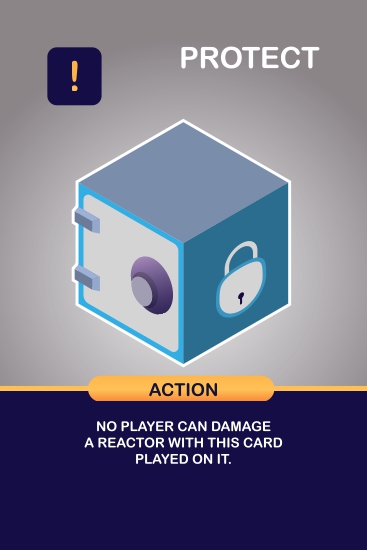 !
PROTECT
ACTION
NO PLAYER CAN DAMAGE
A REACTOR WITH THIS CARD
PLAYED ON IT.